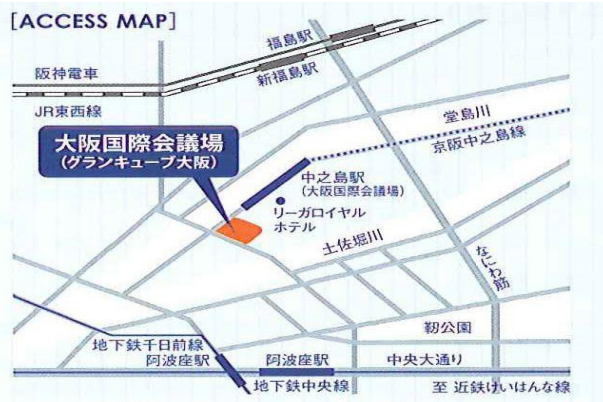 [ACCESS MAP]
福島駅
新福島駅
阪神電車
JR東西線
堂島川
京阪中之島線
大阪国際会議場
(グランキューブ大阪)
中之島駅
(大阪国際会議場)
リーガロイヤル
ホテル
土佐堀川
なにわ筋
靭公園
地下鉄千日前線
阿波座駅
阿波座駅
中央大通り
地下鉄中央線
至 近鉄けいはんな線